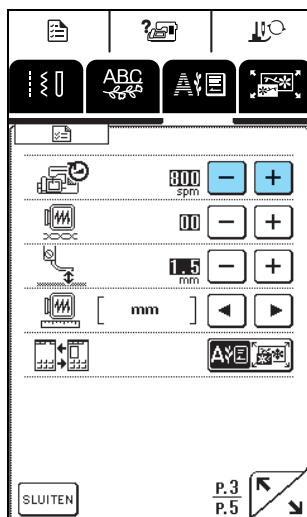 ?
ABC
A
800
spm
00
1.5
mm
[ mm ]
A
SLUITEN
P.3
P.5